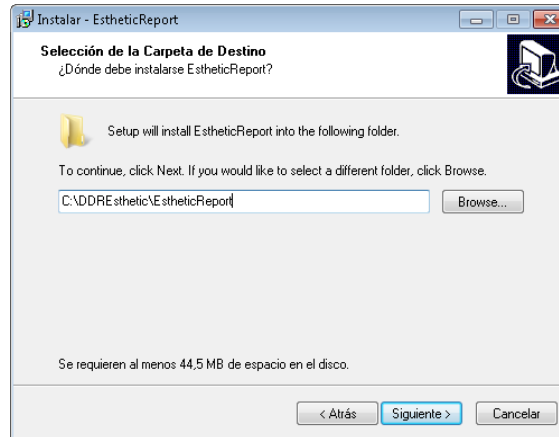 Instalar - EstheticReport
Selección de la Carpeta de Destino
¿Dónde debe instalarse EstheticReport?
Setup will install EstheticReport into the following folder.
To continue, click Next. If you would like to select a different folder, click Browse.
C:\DDREsthetic\EstheticReport
Browse...
Se requieren al menos 44,5 MB de espacio en el disco.
< Atrás
Siguiente >
Cancelar